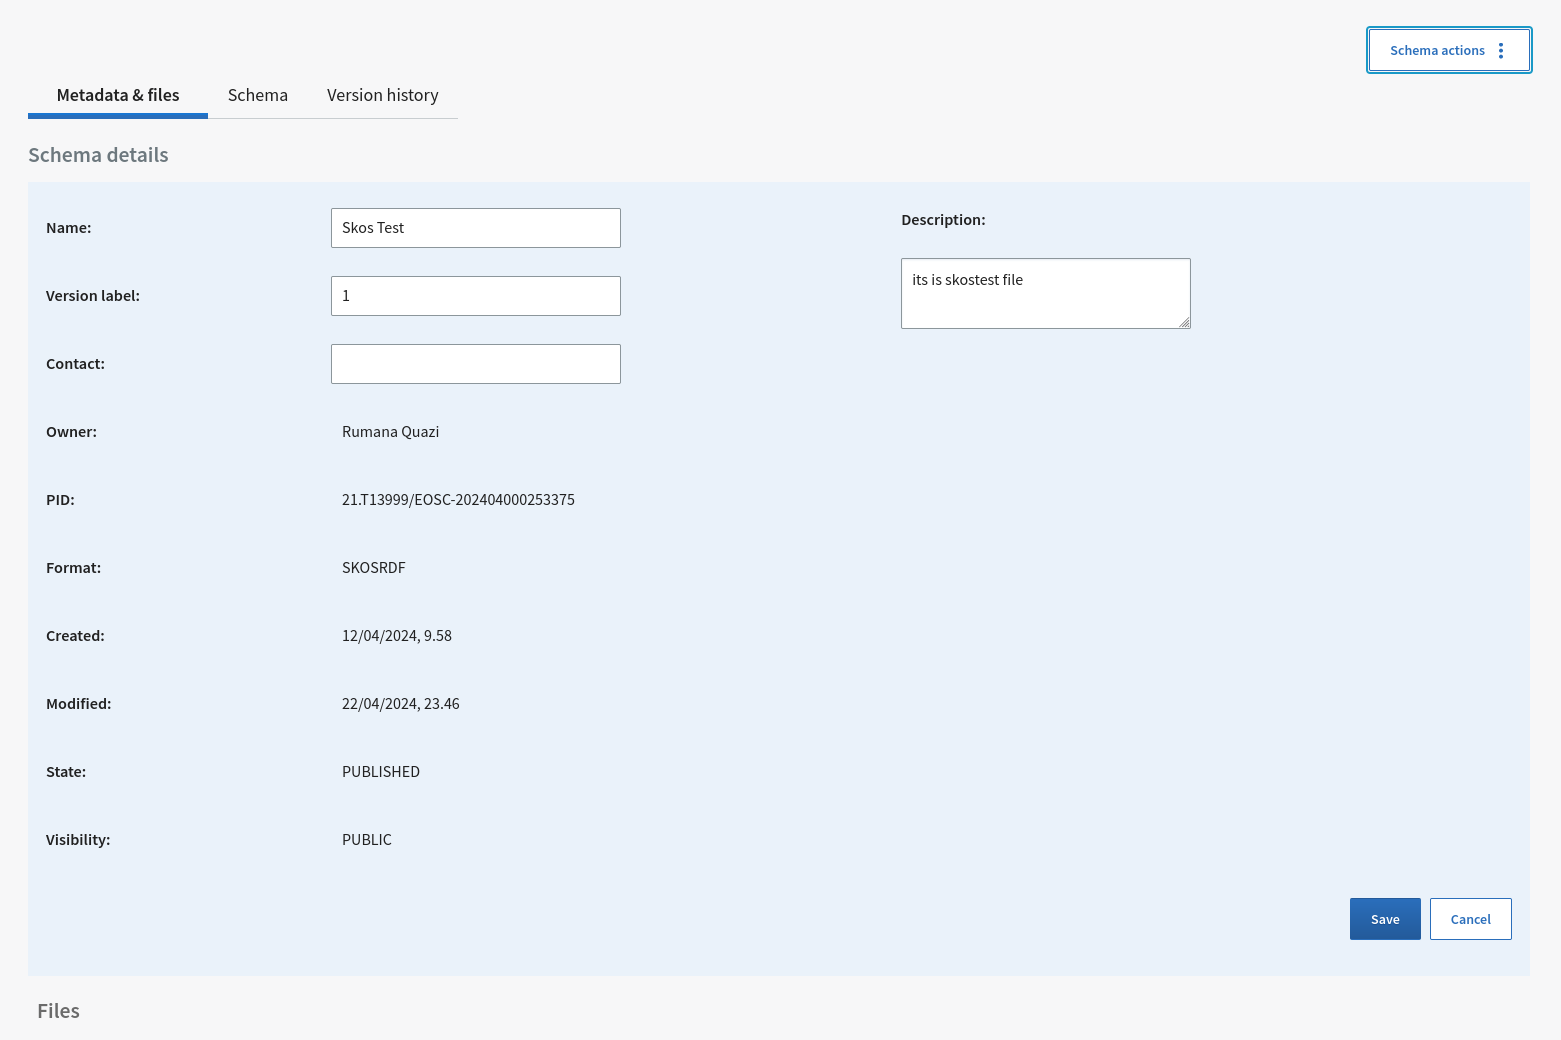 Schema actions
Metadata & files
Schema
Version history
Schema details
Name:
Skos Test
Version label:
1
Contact:
Owner:
Rumana Quazi
PID:
21.T13999/EOSC-202404000253375
Format:
SKOSRDF
Created:
12/04/2024, 9.58
Modified:
22/04/2024, 23.46
State:
PUBLISHED
Visibility:
PUBLIC
Description:
its is skostest file
Save
Cancel
Files